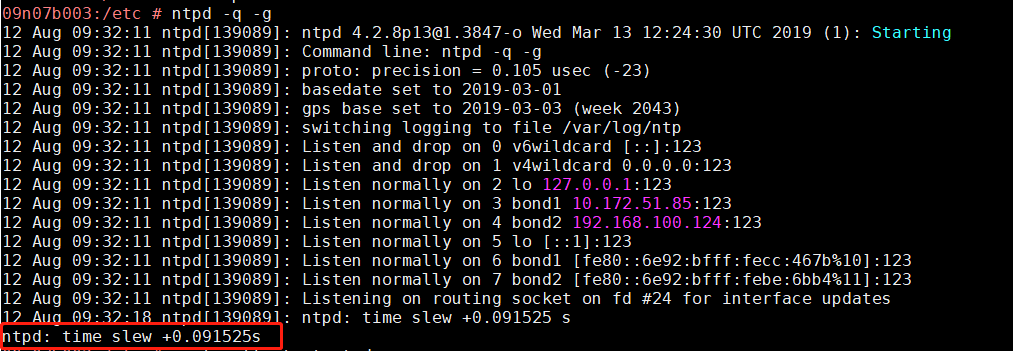 09n07b003:/etc # ntpd -q -g
12 Aug 09:32:11 ntpd[139089]: ntpd 4.2.8p13@1.3847-o Wed Mar 13 12:24:30 UTC 2019 (1): Starting
12 Aug 09:32:11 ntpd[139089]: Command line: ntpd -q -g
12 Aug 09:32:11 ntpd[139089]: proto: precision = 0.105 usec (-23)
12 Aug 09:32:11 ntpd[139089]: basedate set to 2019-03-01
12 Aug 09:32:11 ntpd[139089]: gps base set to 2019-03-03 (week 2043)
12 Aug 09:32:11 ntpd[139089]: switching logging to file /var/log/ntp
12 Aug 09:32:11 ntpd[139089]: Listen and drop on 0 v6wildcard [::]:123
12 Aug 09:32:11 ntpd[139089]: Listen and drop on 1 v4wildcard 0.0.0.0:123
12 Aug 09:32:11 ntpd[139089]: Listen normally on 2 lo 127.0.0.1:123
12 Aug 09:32:11 ntpd[139089]: Listen normally on 3 bond1 10.172.51.85:123
12 Aug 09:32:11 ntpd[139089]: Listen normally on 4 bond2 192.168.100.124:123
12 Aug 09:32:11 ntpd[139089]: Listen normally on 5 lo [::1]:123
12 Aug 09:32:11 ntpd[139089]: Listen normally on 6 bond1 [fe80::6e92:bfff:fecc:467b%10]:123
12 Aug 09:32:11 ntpd[139089]: Listen normally on 7 bond2 [fe80::6e92:bfff:febe:6bb4%11]:123
12 Aug 09:32:11 ntpd[139089]: Listening on routing socket on fd #24 for interface updates
12 Aug 09:32:18 ntpd[139089]: ntpd: time slew +0.091525 s
ntpd: time slew +0.091525s